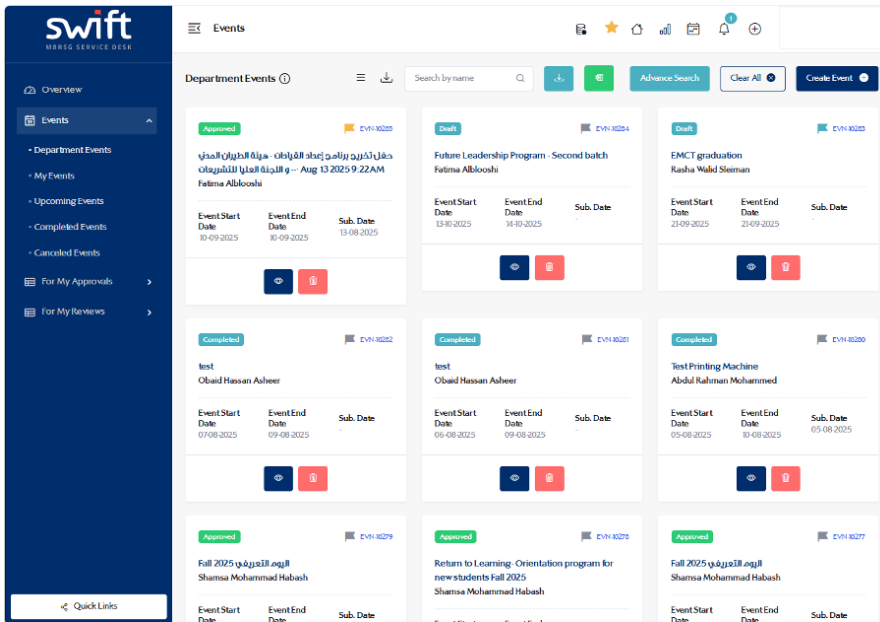 swift
MBRSG SERVICE DESK
Overview
Events
Department Events
My Events
Upcoming Events
Completed Events
Canceled Events
For My Approvals
For My Reviews
Quick Links
Events
1
Department Events
Search by name
Advance Search
Clear All
Create Event
Approved
EVN-10285
حفل تخريج برنامج إعداد القيادات - هيئة الطيران المدني
و اللجنة العليا للتشريعات ... Aug 13 2025 9:22AM
Fatima Alblooshi
Event Start Date
Event End Date
Sub. Date
10-09-2025
10-09-2025
13-08-2025
Draft
EVN-10284
Future Leadership Program - Second batch
Fatima Alblooshi
Event Start Date
Event End Date
Sub. Date
13-10-2025
14-10-2025
-
Draft
EVN-10283
EMCT graduation
Rasha Walid Sleiman
Event Start Date
Event End Date
Sub. Date
21-09-2025
21-09-2025
-
Completed
EVN-10282
test
Obaid Hassan Asheer
Event Start Date
Event End Date
Sub. Date
07-08-2025
09-08-2025
-
Completed
EVN-10281
test
Obaid Hassan Asheer
Event Start Date
Event End Date
Sub. Date
06-08-2025
09-08-2025
-
Completed
EVN-10280
Test Printing Machine
Abdul Rahman Mohammed
Event Start Date
Event End Date
Sub. Date
05-08-2025
10-08-2025
05-08-2025
Approved
EVN-10279
اليوم التعريفي Fall 2025
Shamsa Mohammad Habash
Event Start Date
Event End Date
Sub. Date
Approved
EVN-10278
Return to Learning- Orientation program for
new students Fall 2025
Shamsa Mohammad Habash
Approved
EVN-10277
اليوم التعريفي Fall 2025
Shamsa Mohammad Habash
Event Start Date
Event End Date
Sub. Date